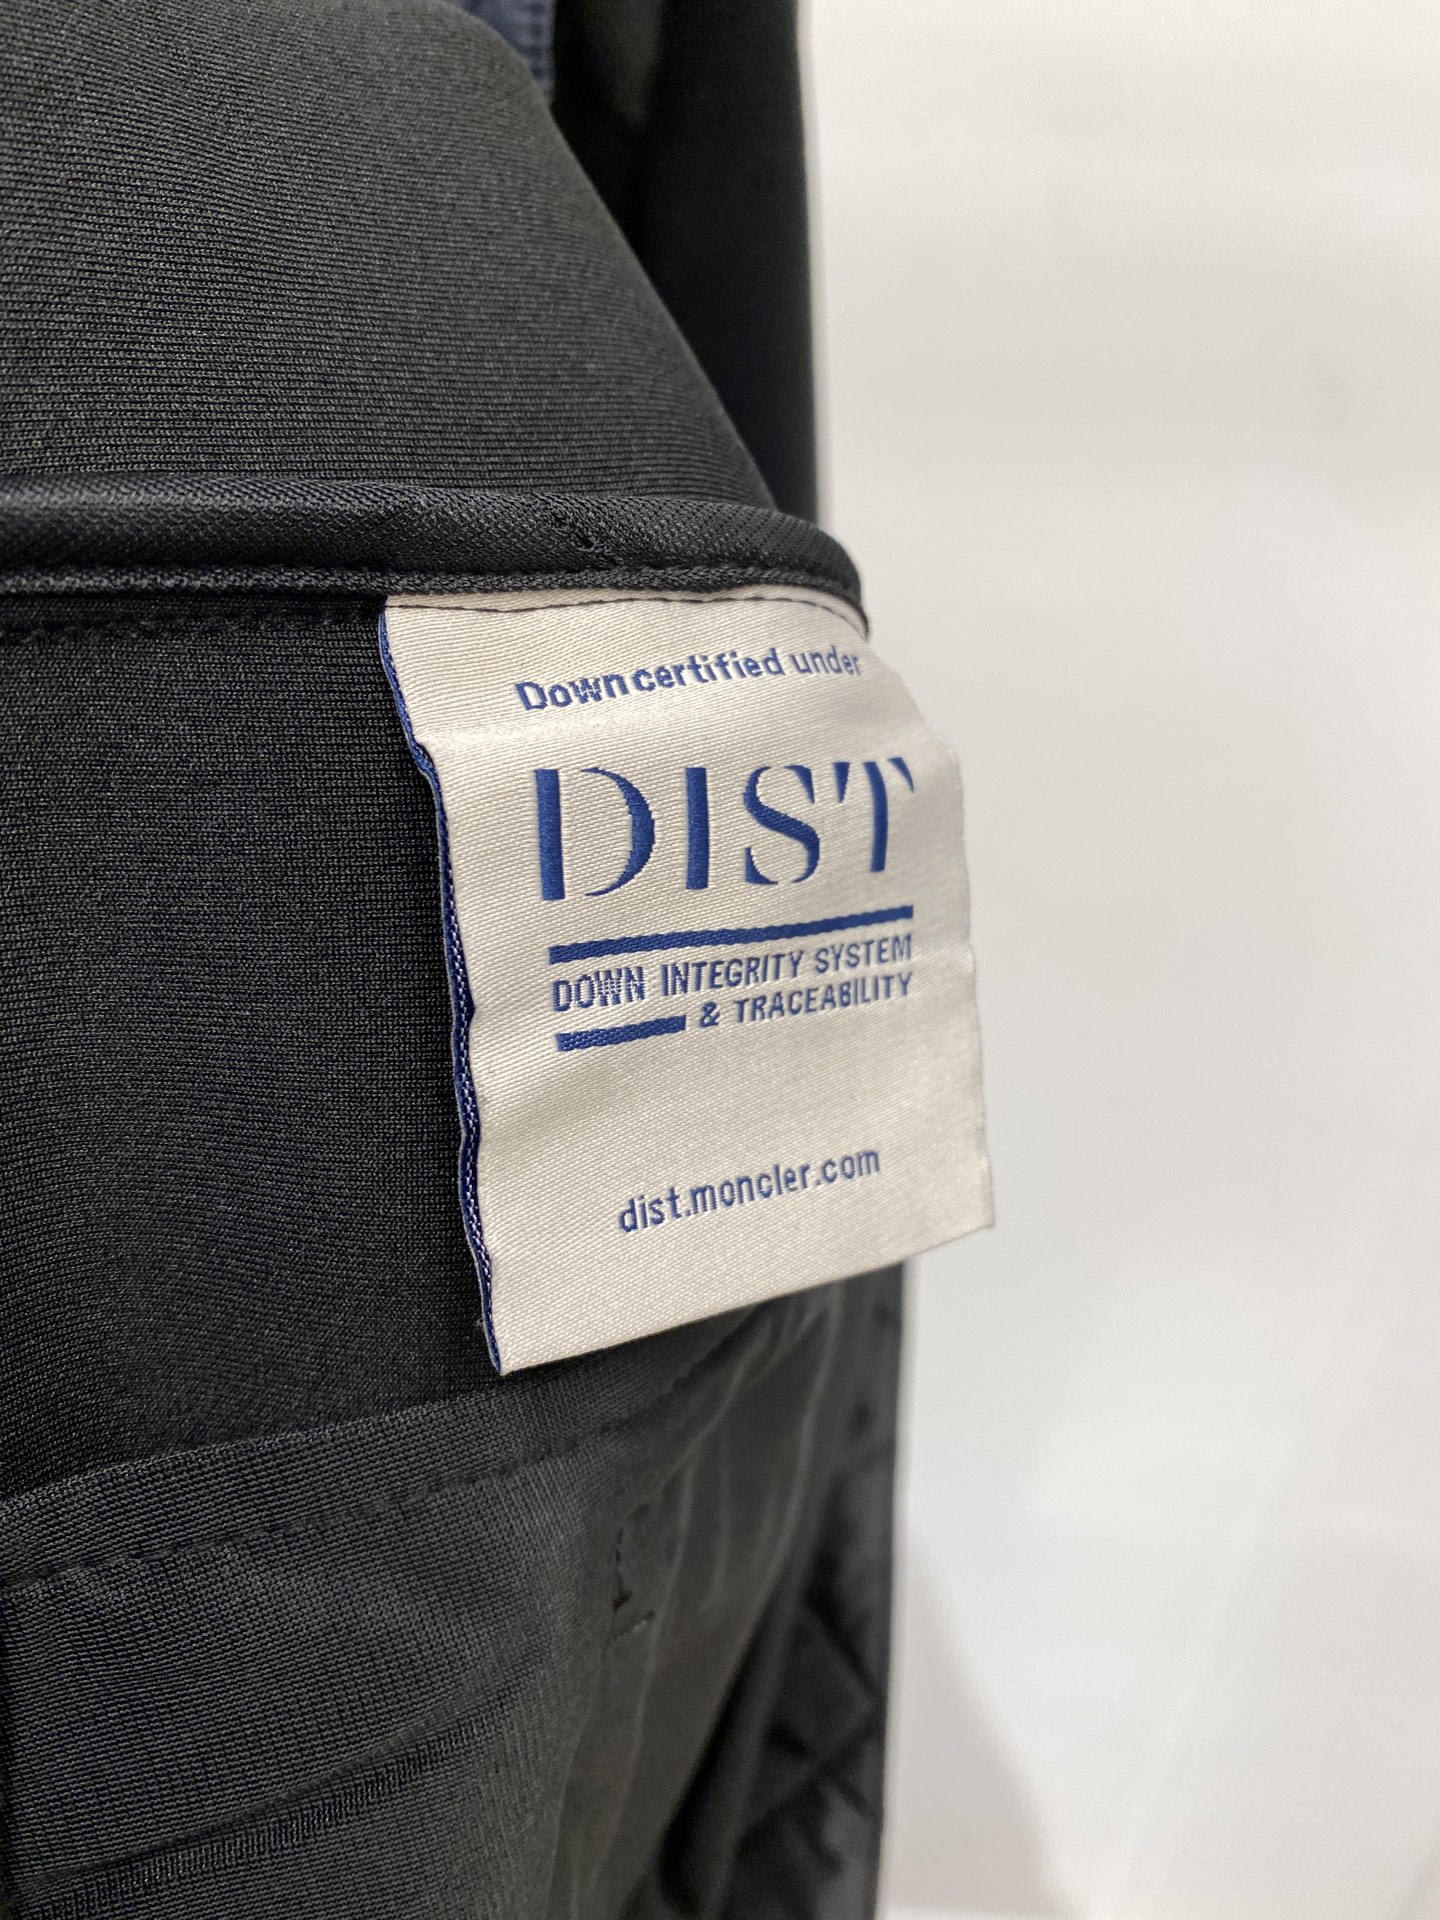 Down certified under
DIST
DOWN INTEGRITY SYSTEM
& TRACEABILITY
dist.moncler.com